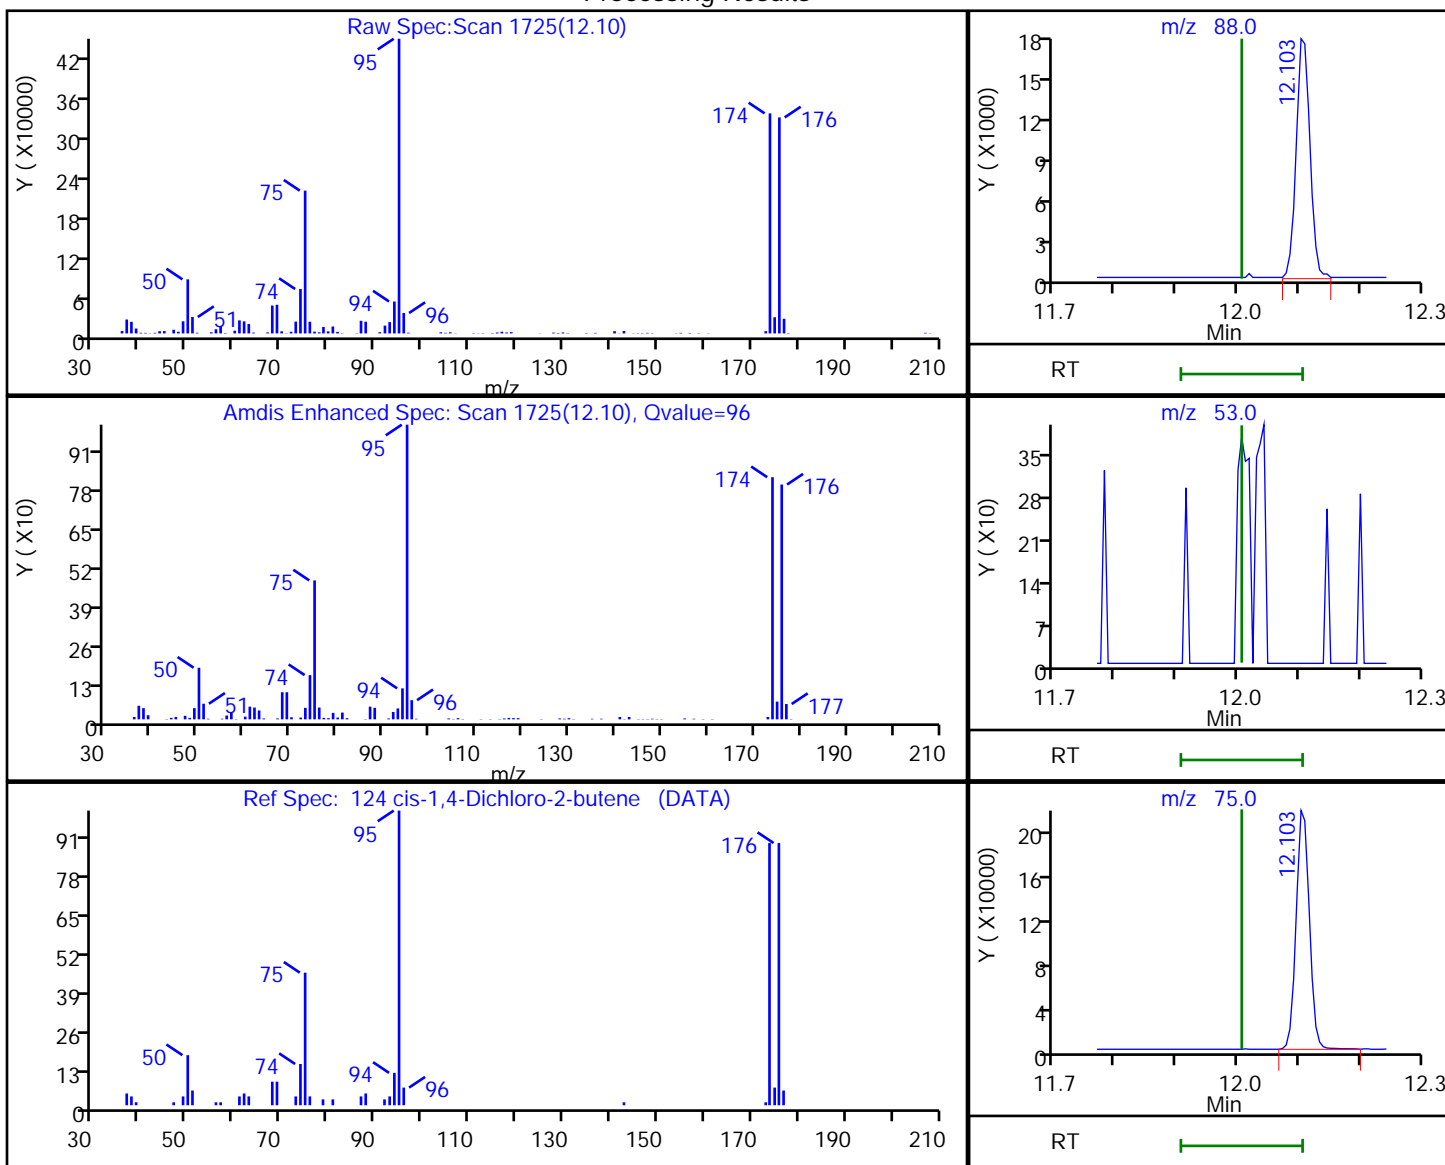 Processing Results
Raw Spec:Scan 1725(12.10)
Y ( X10000)
42
36
30
24
18
12
6
0
95
174
176
75
50
51
74
94
96
30 50 70 90 110 130 150 170 190 210
m/z
m/z 88.0
Y ( X1000)
18
15
12
9
6
3
0
12.103
11.7 12.0 12.3
Min
RT
Amdis Enhanced Spec: Scan 1725(12.10), Qvalue=96
Y ( X10)
91
78
65
52
39
26
13
0
95
174
176
75
50
51
74
94
96
177
30 50 70 90 110 130 150 170 190 210
m/z
m/z 53.0
Y ( X10)
35
28
21
14
7
0
11.7 12.0 12.3
Min
RT
Ref Spec: 124 cis-1,4-Dichloro-2-butene (DATA)
91
78
65
52
39
26
13
0
95
176
75
50
74
94
96
30 50 70 90 110 130 150 170 190 210
m/z 75.0
Y ( X10000)
20
16
12
8
4
0
12.103
11.7 12.0 12.3
Min
RT